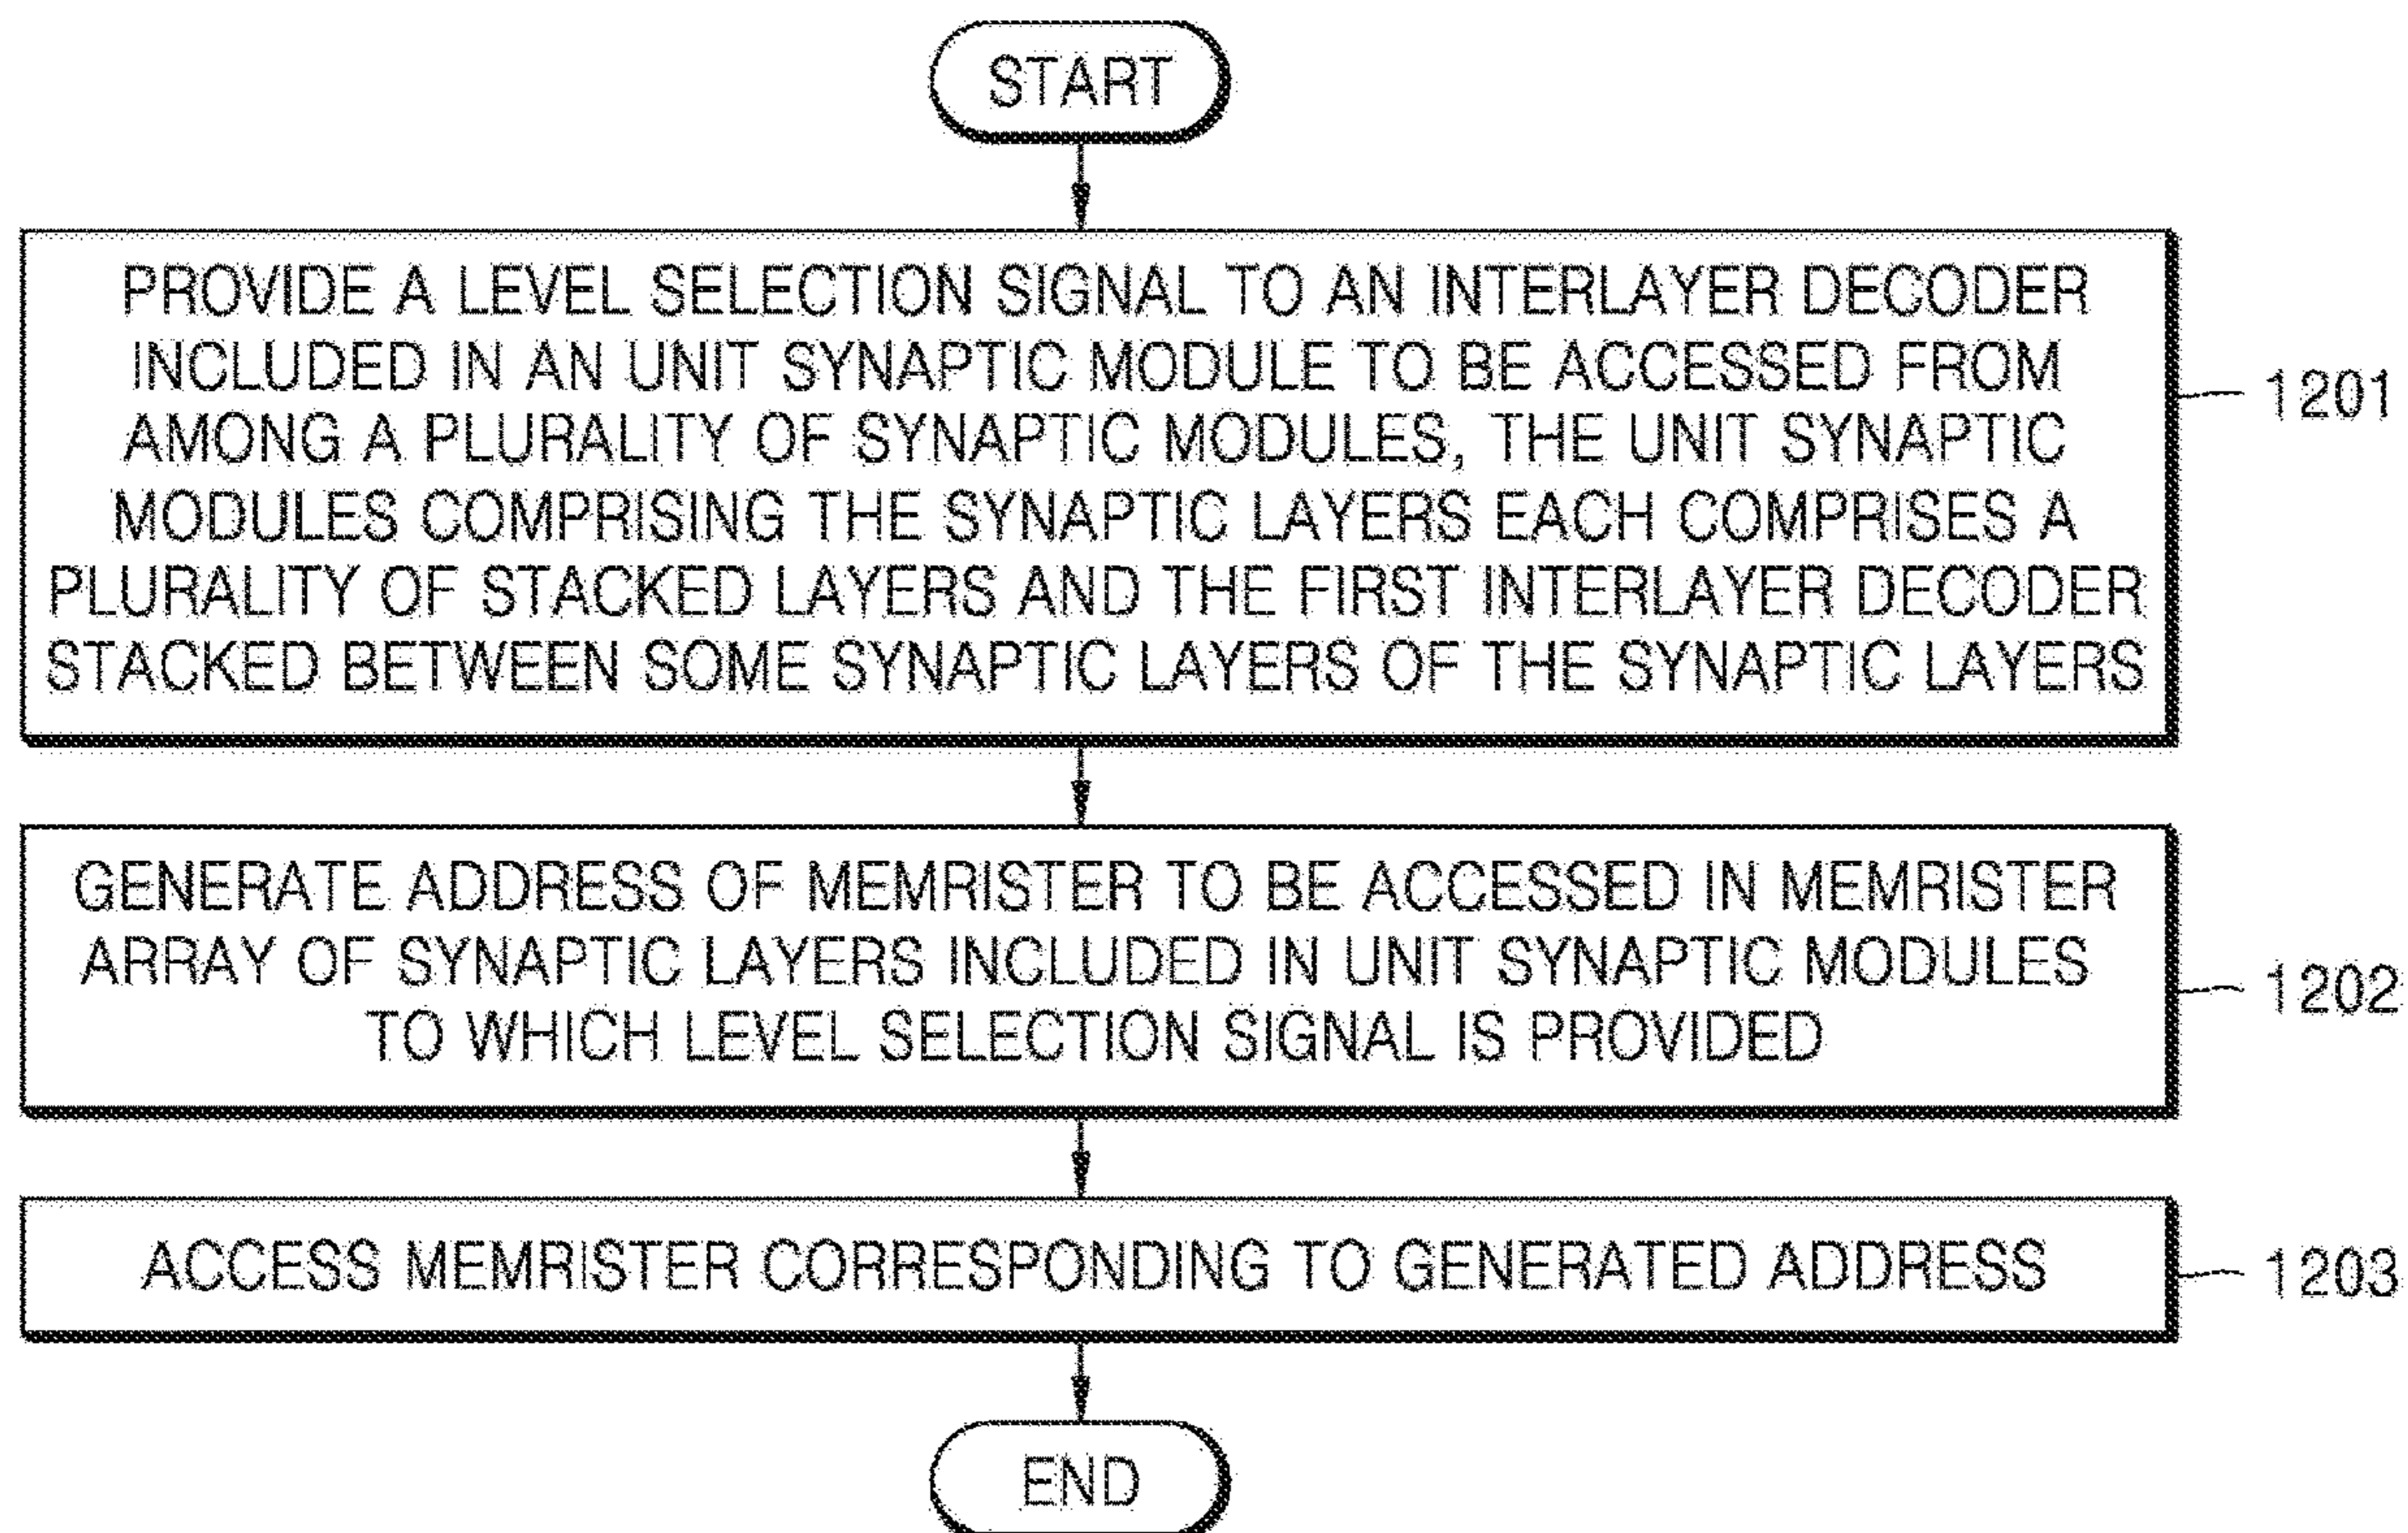 START
PROVIDE A LEVEL SELECTION SIGNAL TO AN INTERLAYER DECODER
INCLUDED IN AN UNIT SYNAPTIC MODULE TO BE ACCESSED FROM
AMONG A PLURALITY OF SYNAPTIC MODULES, THE UNIT SYNAPTIC
MODULES COMPRISING THE SYNAPTIC LAYERS EACH COMPRISES A
PLURALITY OF STACKED LAYERS AND THE FIRST INTERLAYER DECODER
STACKED BETWEEN SOME SYNAPTIC LAYERS OF THE SYNAPTIC LAYERS
1201
GENERATE ADDRESS OF MEMRISTER TO BE ACCESSED IN MEMRISTER
ARRAY OF SYNAPTIC LAYERS INCLUDED IN UNIT SYNAPTIC MODULES
TO WHICH LEVEL SELECTION SIGNAL IS PROVIDED
1202
ACCESS MEMRISTER CORRESPONDING TO GENERATED ADDRESS
1203
END